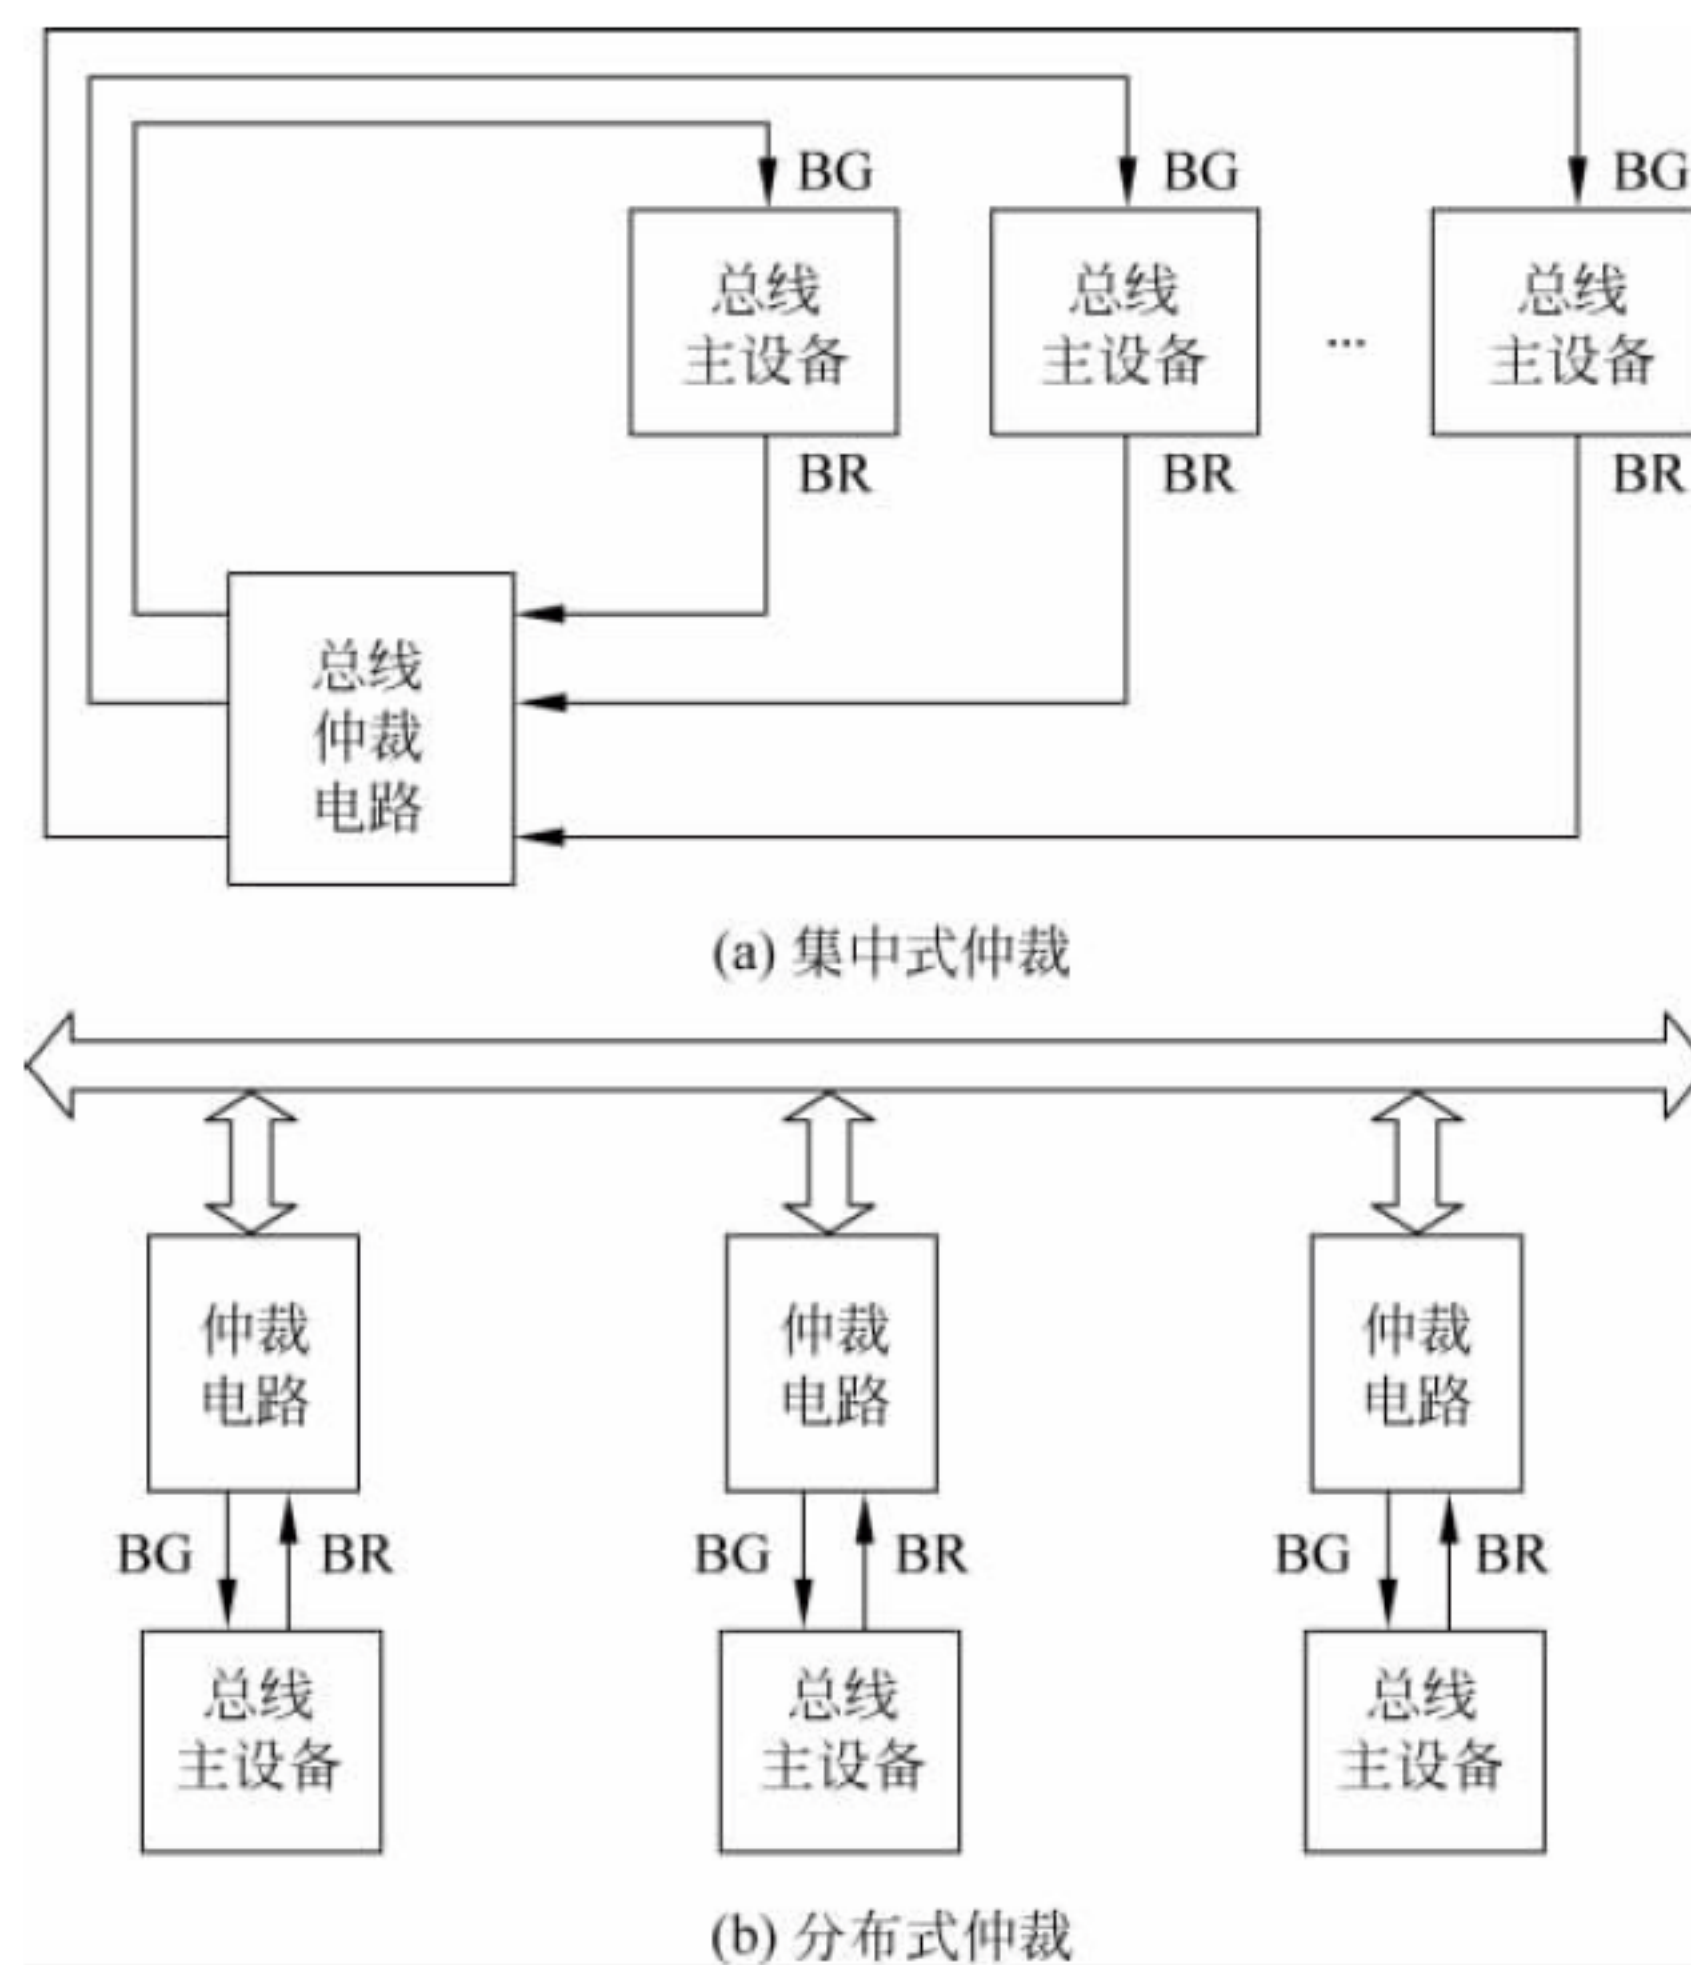 BG BG BG
总线 总线 总线
主设备 主设备 ... 主设备
BR BR BR
总线
仲裁
电路
(a) 集中式仲裁
仲裁 仲裁 仲裁
电路 电路 电路
BG BR BG BR BG BR
总线 总线 总线
主设备 主设备 主设备
(b) 分布式仲裁